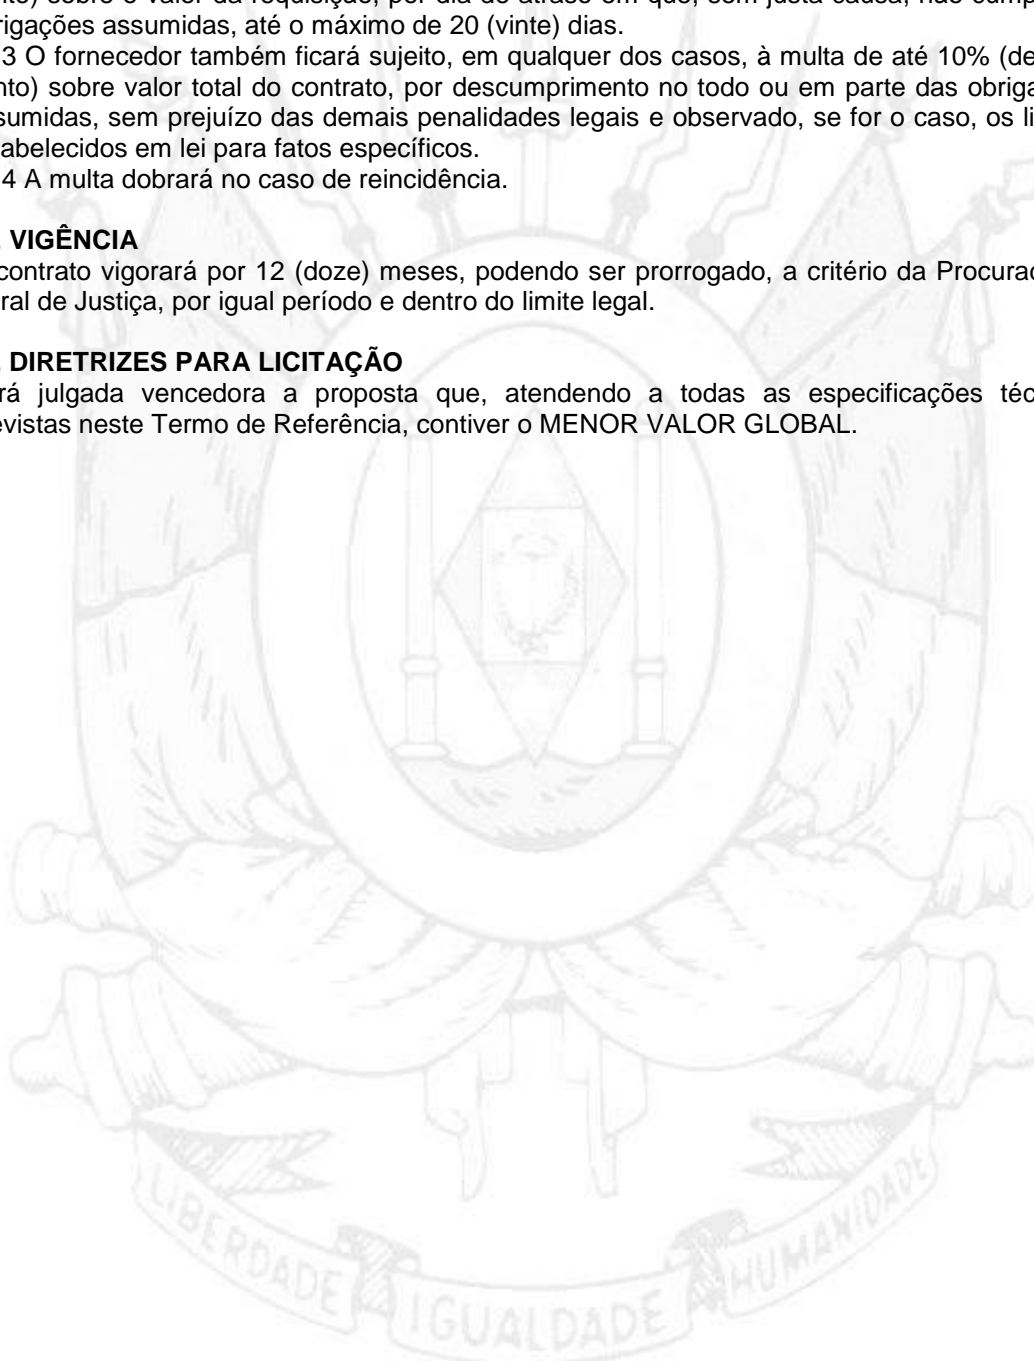 nto) sobre o valor da requisição, por dia de atraso em que, sem justa causa, não cump
rigações assumidas, até o máximo de 20 (vinte) dias.
3 O fornecedor também ficará sujeito, em qualquer dos casos, à multa de até 10% (de
nto) sobre valor total do contrato, por descumprimento no todo ou em parte das obriga
sumidas, sem prejuízo das demais penalidades legais e observado, se for o caso, os li
tabelecidos em lei para fatos específicos.
4 A multa dobrará no caso de reincidência.
. VIGÊNCIA
contrato vigorará por 12 (doze) meses, podendo ser prorrogado, a critério da Procurad
ral de Justiça, por igual período e dentro do limite legal.
. DIRETRIZES PARA LICITAÇÃO
rá julgada vencedora a proposta que, atendendo a todas as especificações téc
evistas neste Termo de Referência, contiver o MENOR VALOR GLOBAL.
LIBERDADE IGUALDADE HUMANIDADE